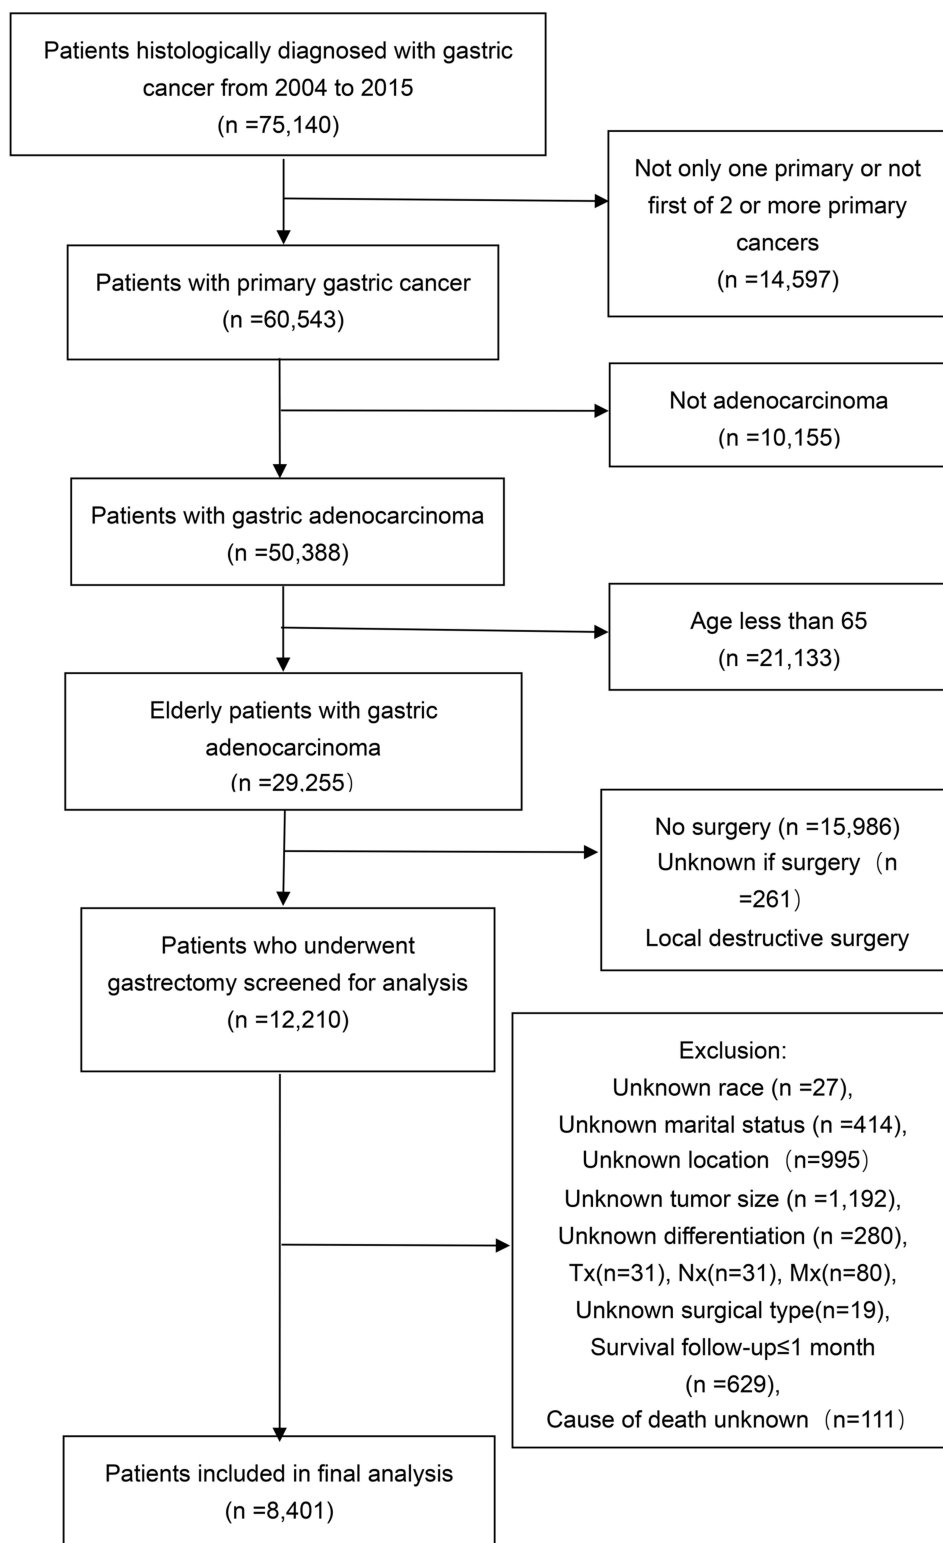 Patients histologically diagnosed with gastric
cancer from 2004 to 2015
(n =75,140)
Not only one primary or not
first of 2 or more primary
cancers
(n =14,597)
Patients with primary gastric cancer
(n =60,543)
Not adenocarcinoma
(n =10,155)
Patients with gastric adenocarcinoma
(n =50,388)
Age less than 65
(n =21,133)
Elderly patients with gastric
adenocarcinoma
(n =29,255）
No surgery (n =15,986)
Unknown if surgery（n
=261）
Local destructive surgery
Patients who underwent
gastrectomy screened for analysis
(n =12,210)
Exclusion:
Unknown race (n =27),
Unknown marital status (n =414),
Unknown location（n=995）
Unknown tumor size (n =1,192),
Unknown differentiation (n =280),
Tx(n=31), Nx(n=31), Mx(n=80),
Unknown surgical type(n=19),
Survival follow-up≤1 month
(n =629),
Cause of death unknown（n=111）
Patients included in final analysis
(n =8,401)